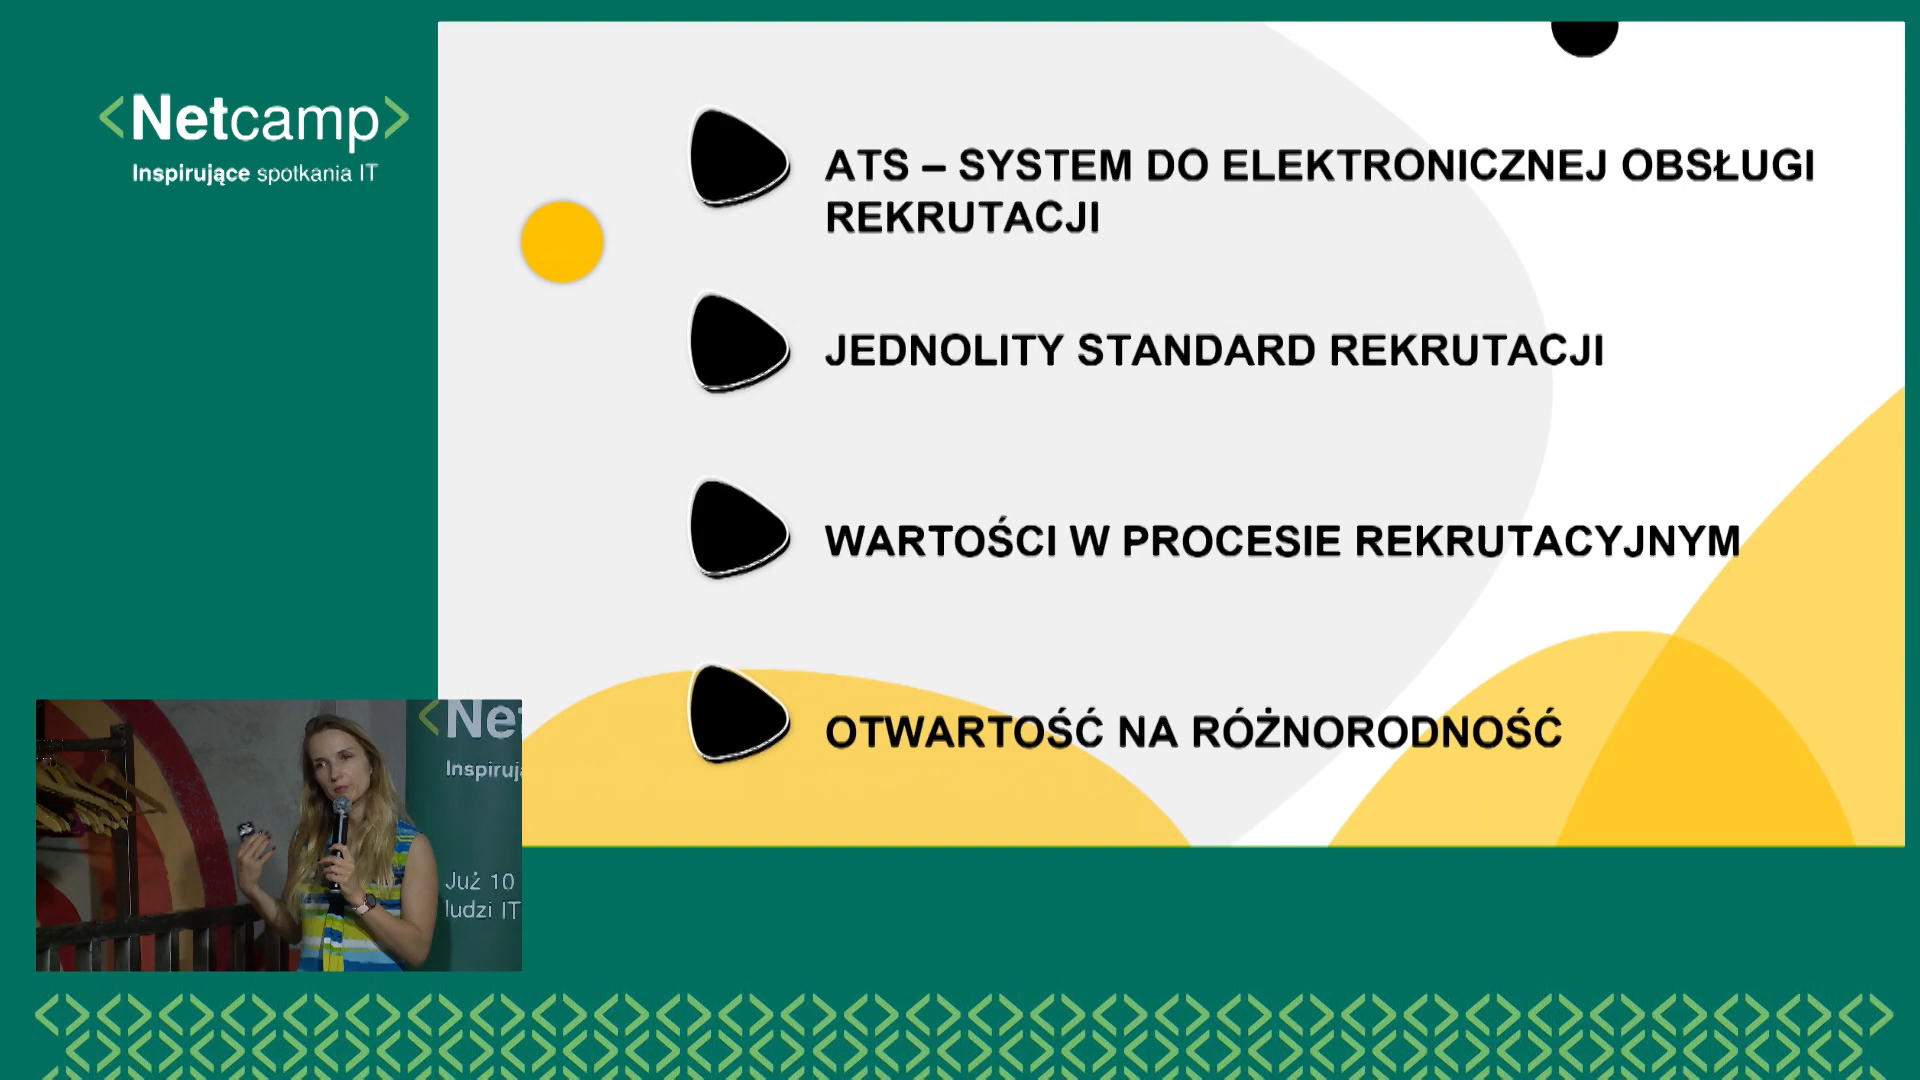 <Netcamp>
Inspirujące spotkania IT
ATS – SYSTEM DO ELEKTRONICZNEJ OBSŁUGI
REKRUTACJI
JEDNOLITY STANDARD REKRUTACJI
WARTOŚCI W PROCESIE REKRUTACYJNYM
OTWARTOŚĆ NA RÓŻNORODNOŚĆ
<Net
Inspiruj
Już 10
ludzi IT